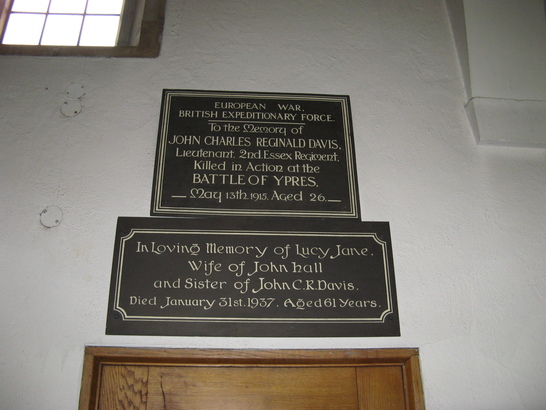 EUROPEAN WAR,
BRITISH EXPEDITIONARY FORCE.
To the Memory of
JOHN CHARLES REGINALD DAVIS,
Lieutenant. 2nd. Essex Regiment,
Killed in Action at the
BATTLE OF YPRES,
May 13th. 1915. Aged 26.
In Loving Memory of Lucy Jane,
Wife of John Hall
and Sister of John C.R. Davis.
Died January 31st. 1937. Aged 61 years.